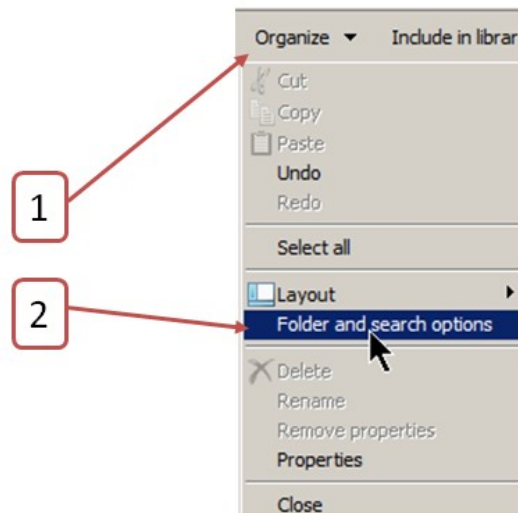 Organize Include in librar
Cut
Copy
Paste
Undo
Redo
1
Select all
Layout
2
Folder and search options
Delete
Rename
Remove properties
Properties
Close